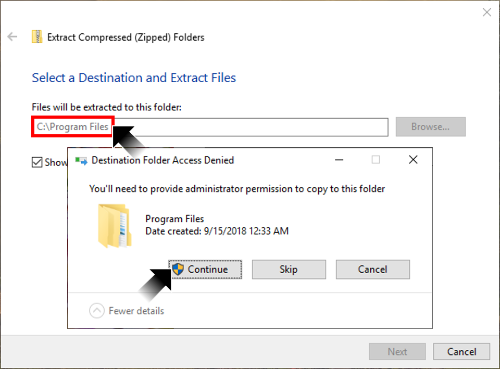 Extract Compressed (Zipped) Folders
Select a Destination and Extract Files
Files will be extracted to this folder:
C:\Program Files
Browse...
Show
Destination Folder Access Denied
You'll need to provide administrator permission to copy to this folder
Program Files
Date created: 9/15/2018 12:33 AM
Continue
Skip
Cancel
Fewer details
Next
Cancel